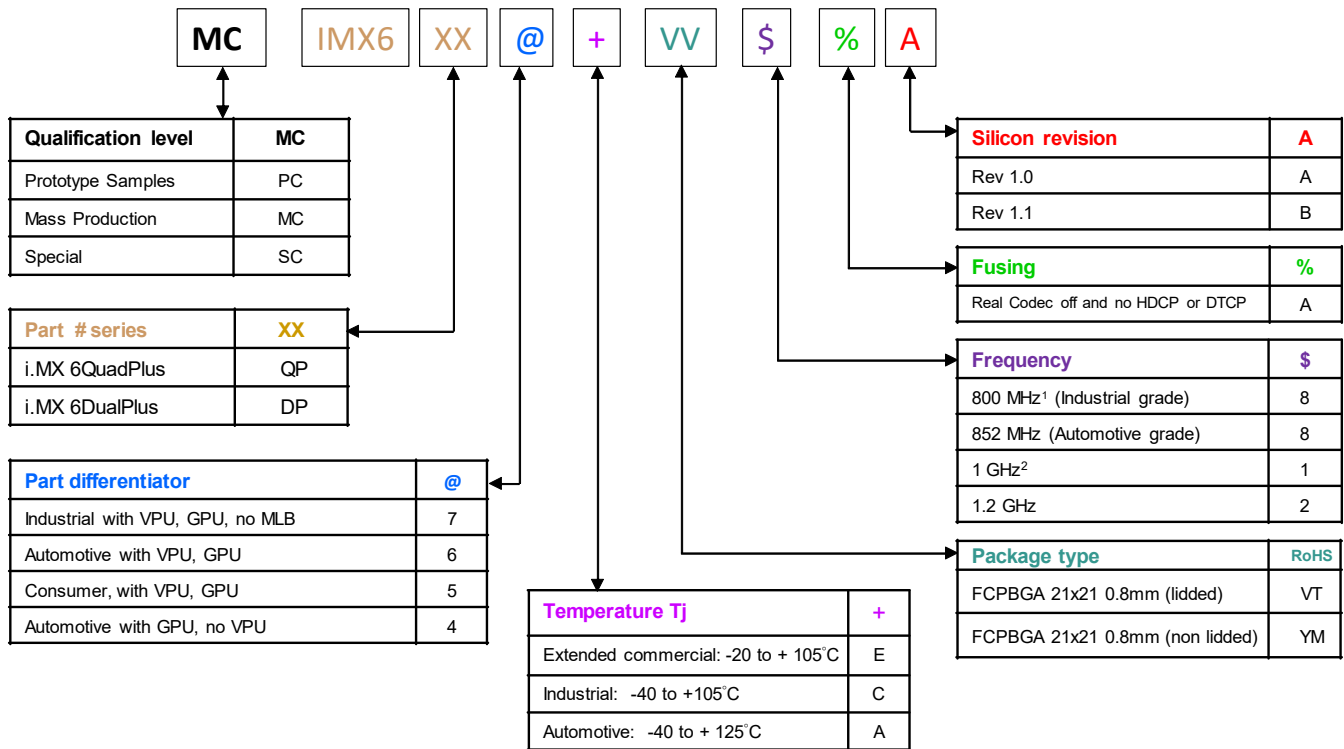 MC IMX6 XX @ + VV $ % A
Qualification level MC
Prototype Samples PC
Mass Production MC
Special SC
Part # series XX
i.MX 6QuadPlus QP
i.MX 6DualPlus DP
Part differentiator @
Industrial with VPU, GPU, no MLB 7
Automotive with VPU, GPU 6
Consumer, with VPU, GPU 5
Automotive with GPU, no VPU 4
Temperature Tj +
Extended commercial: -20 to + 105°C E
Industrial: -40 to +105°C C
Automotive: -40 to + 125°C A
Silicon revision A
Rev 1.0 A
Rev 1.1 B
Fusing %
Real Codec off and no HDCP or DTCP A
Frequency $
800 MHz¹ (Industrial grade) 8
852 MHz (Automotive grade) 8
1 GHz² 1
1.2 GHz 2
Package type RoHS
FCPBGA 21x21 0.8mm (lidded) VT
FCPBGA 21x21 0.8mm (non lidded) YM